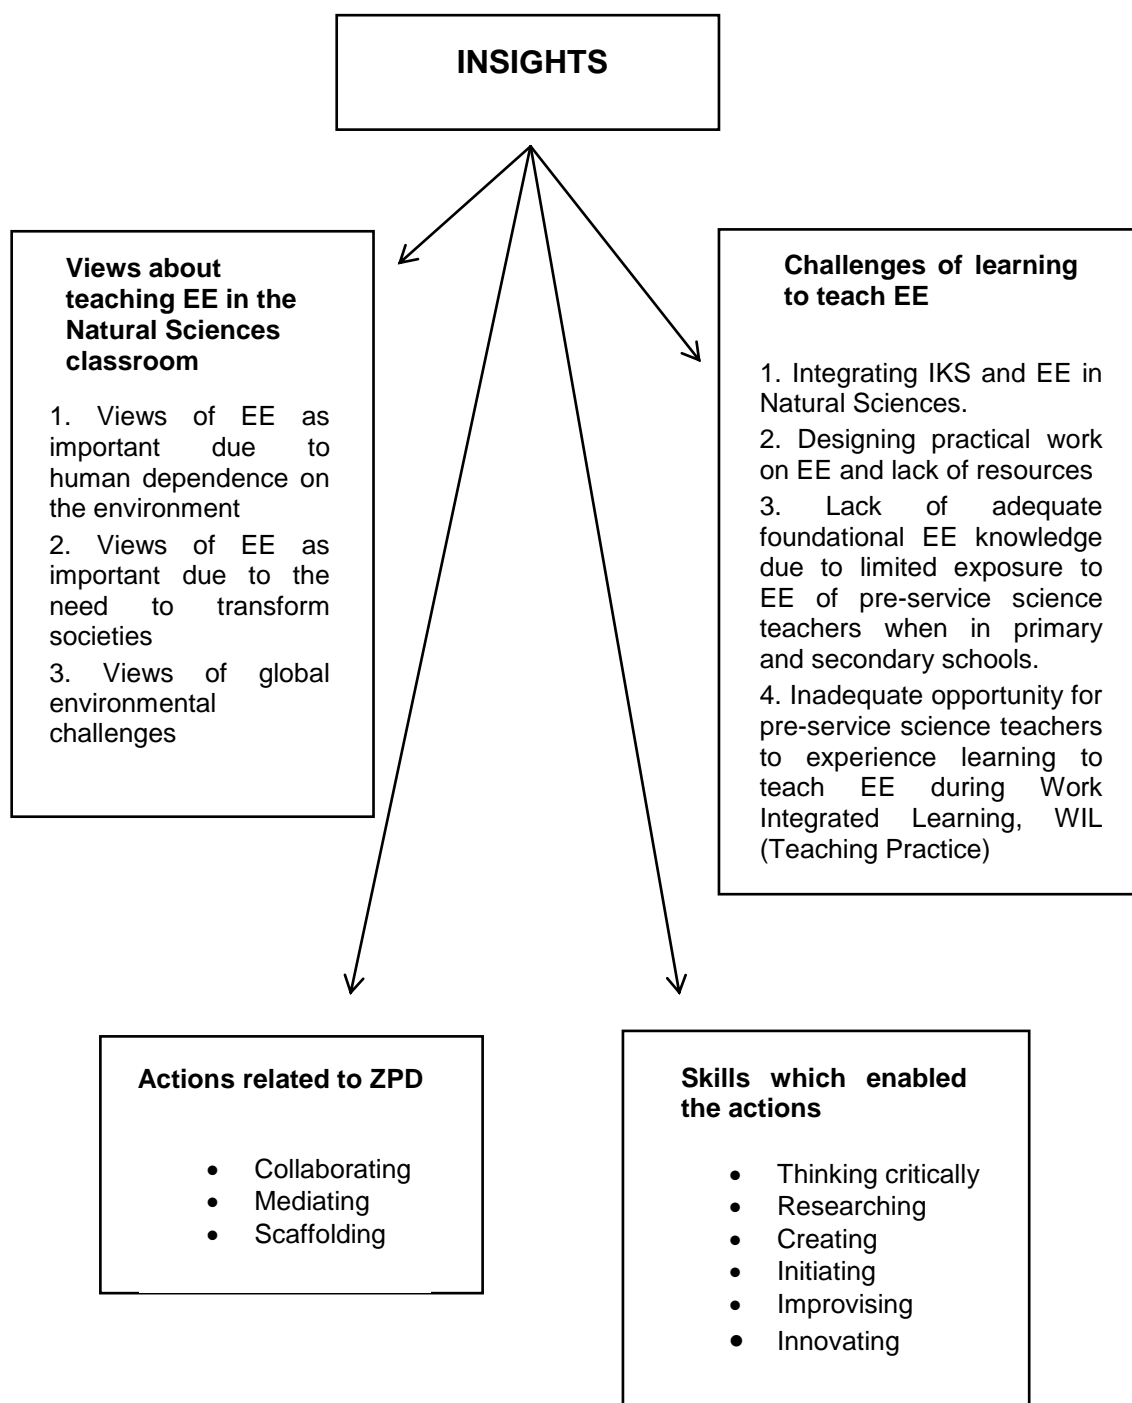 INSIGHTS
Views about
teaching EE in the
Natural Sciences
classroom
1. Views of EE as
important due to
human dependence on
the environment
2. Views of EE as
important due to the
need to transform
societies
3. Views of global
environmental
challenges
Challenges of learning
to teach EE
1. Integrating IKS and EE in
Natural Sciences.
2. Designing practical work
on EE and lack of resources
3. Lack of adequate
foundational EE knowledge
due to limited exposure to
EE of pre-service science
teachers when in primary
and secondary schools.
4. Inadequate opportunity for
pre-service science teachers
to experience learning to
teach EE during Work
Integrated Learning, WIL
(Teaching Practice)
Actions related to ZPD
• Collaborating
• Mediating
• Scaffolding
Skills which enabled
the actions
• Thinking critically
• Researching
• Creating
• Initiating
• Improvising
• Innovating